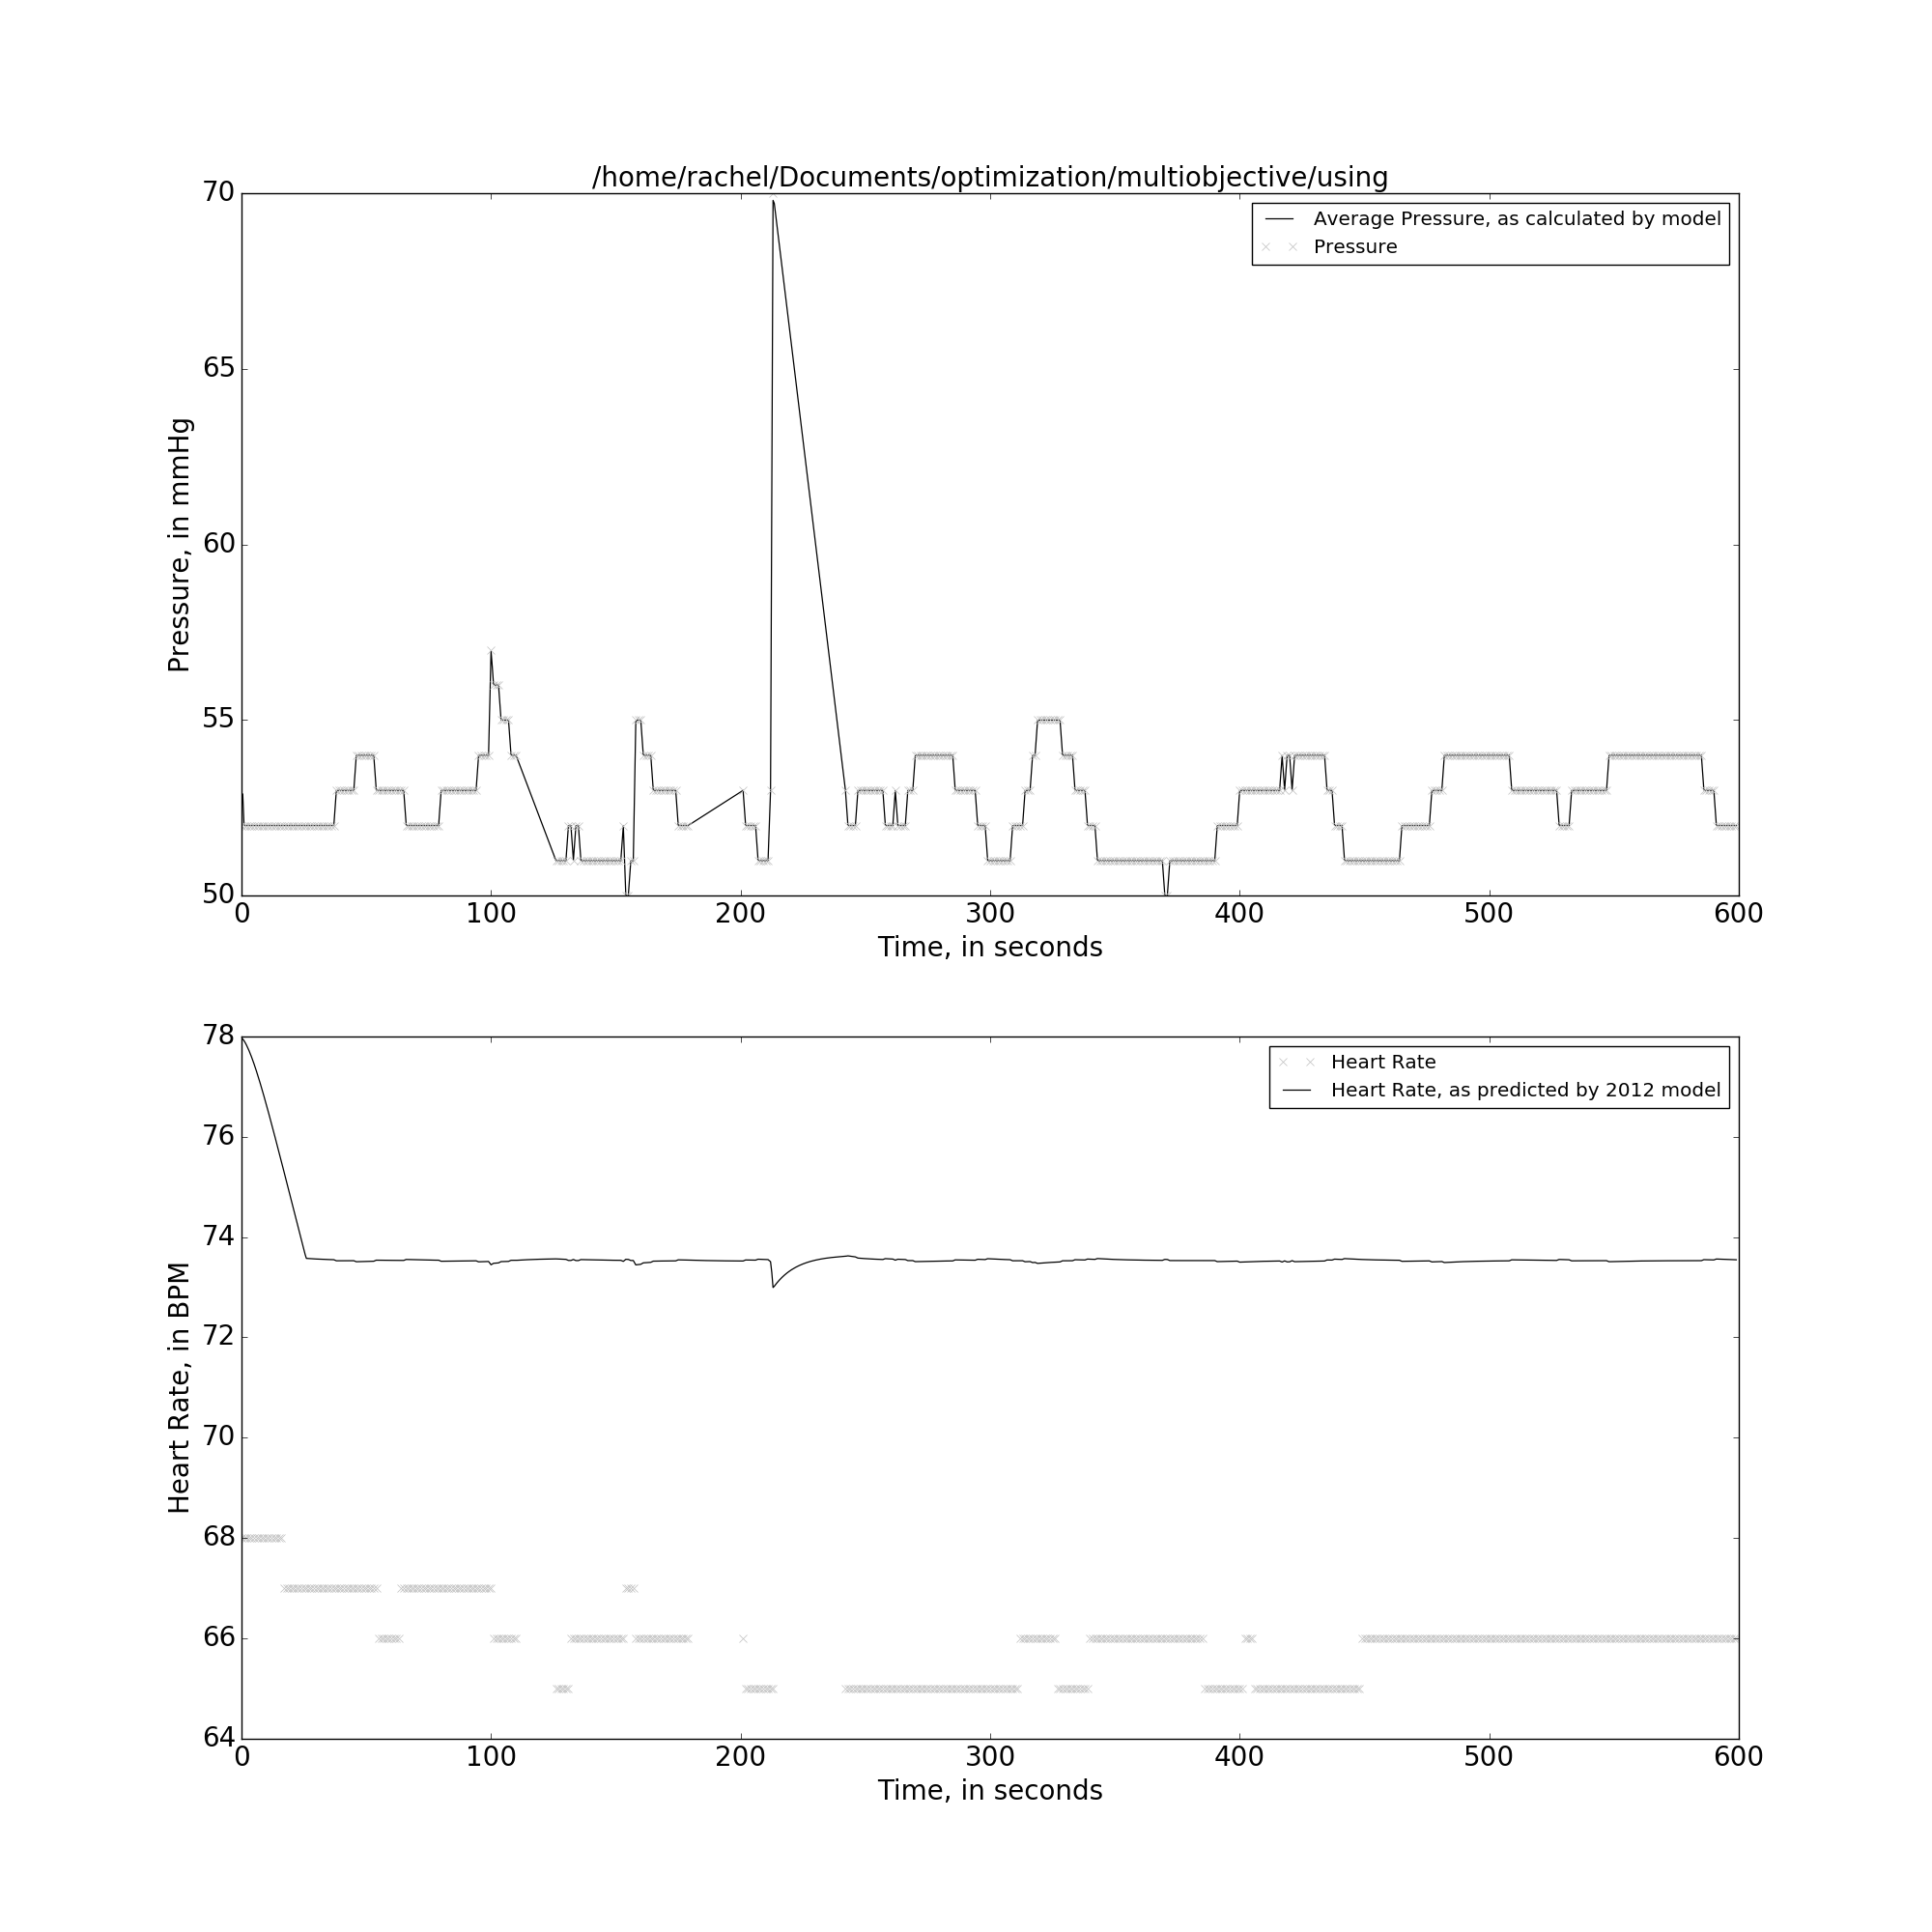 /home/rachel/Documents/optimization/multiobjective/using
70
65
60
55
50
Pressure, in mmHg
Average Pressure, as calculated by model
Pressure
0 100 200 300 400 500 600
Time, in seconds
78
76
74
72
70
68
66
64
Heart Rate, in BPM
Heart Rate
Heart Rate, as predicted by 2012 model
0 100 200 300 400 500 600
Time, in seconds